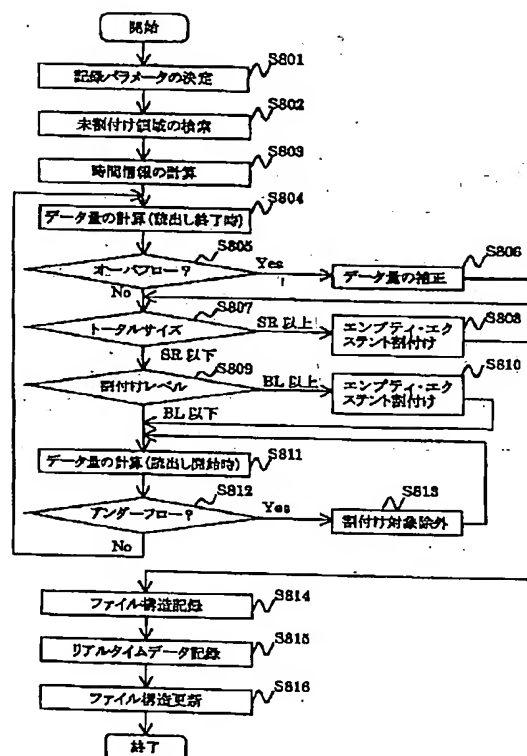 開始
S801
記録パラメータの決定
S802
未割付け領域の検索
S803
時間情報の計算
S804
データ量の計算(読出し終了時)
S805
オーバフロー?
Yes
S806
データ量の補正
No
S807
トータルサイズ
SR以上
S808
エンプティ・エク
ステント割付け
SR以下
S809
割付けレベル
BL以上
S810
エンプティ・エク
ステント割付け
BL以下
S811
データ量の計算(読出し開始時)
S812
アンダーフロー?
Yes
S813
割付け対象除外
No
S814
ファイル構造記録
S815
リアルタイムデータ記録
S816
ファイル構造更新
終了